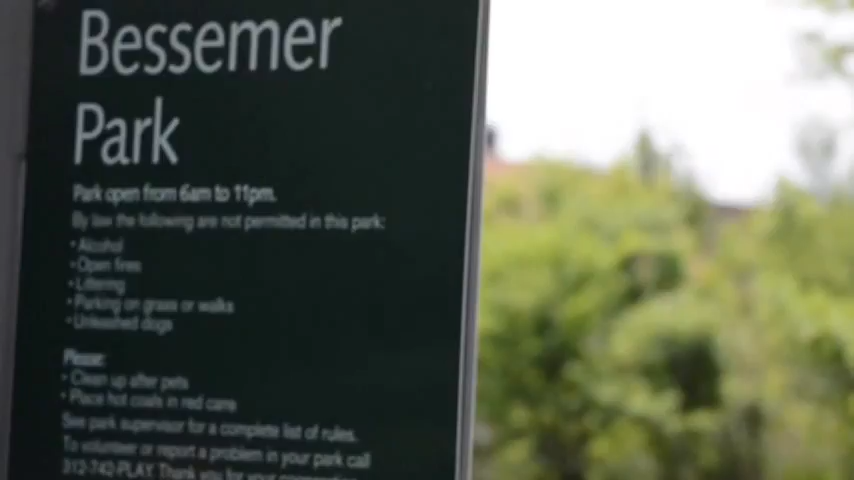 Bessemer
Park
Park open from 6am to 11pm.
By law the following are not permitted in this park:
• Alcohol
• Open fires
• Littering
• Parking on grass or walks
• Unleashed dogs
Please:
• Clean up after pets
• Place hot coals in red cans
See park supervisor for a complete list of rules.
To volunteer or report a problem in your park call
312-742-PLAY. Thank you for your cooperation.